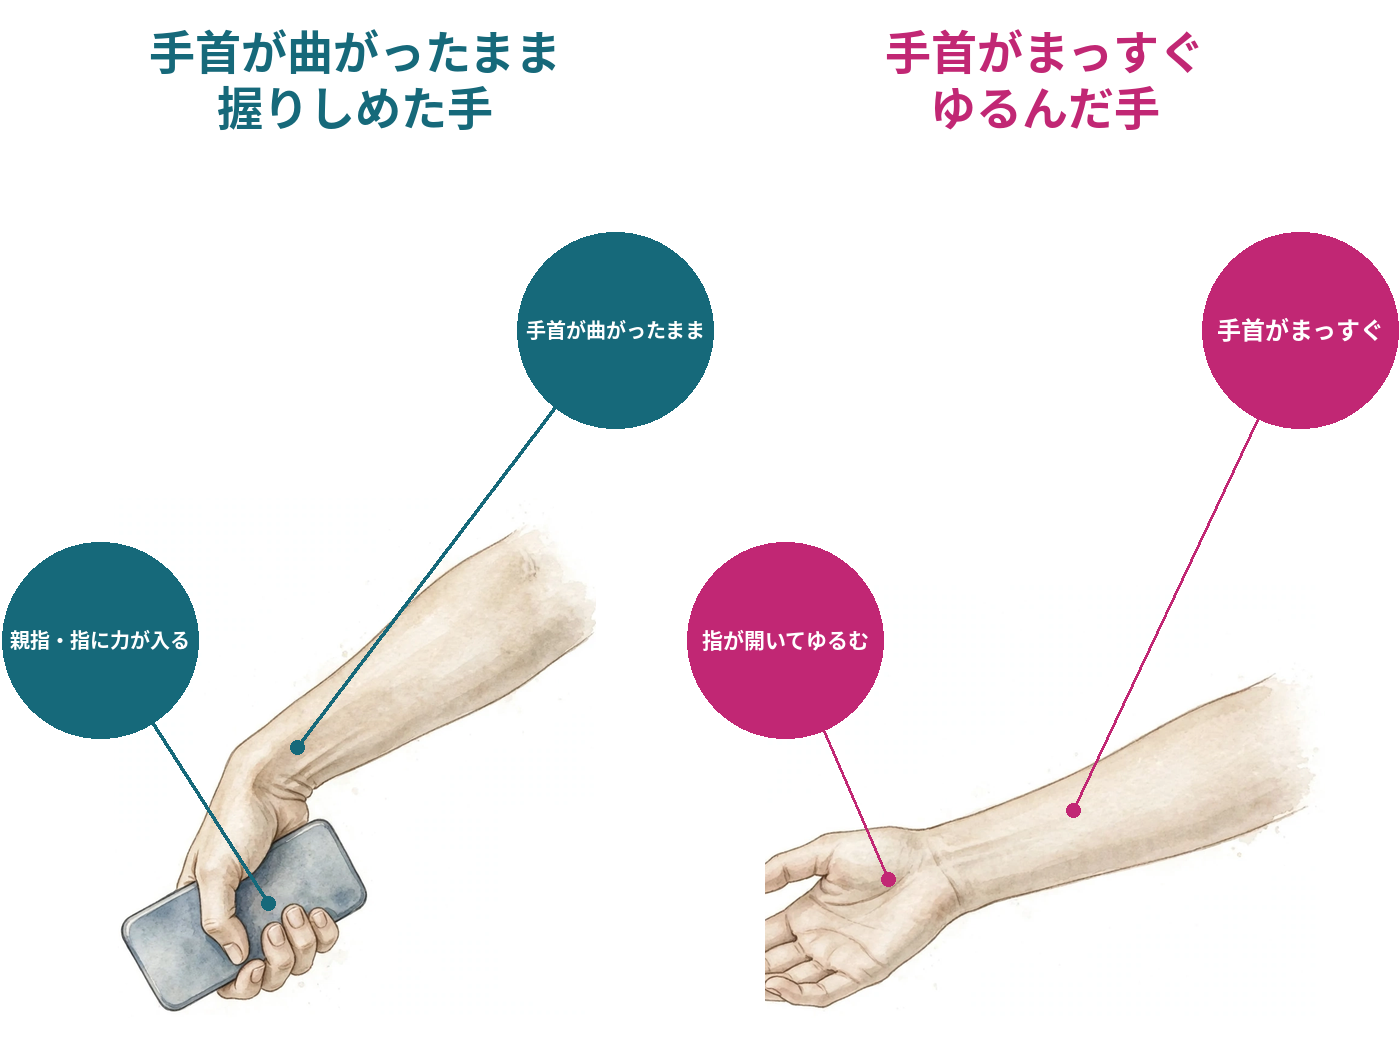 手首が曲がったまま
握りしめた手
手首がまっすぐ
ゆるんだ手
手首が曲がったまま
手首がまっすぐ
親指・指に力が入る
指が開いてゆるむ